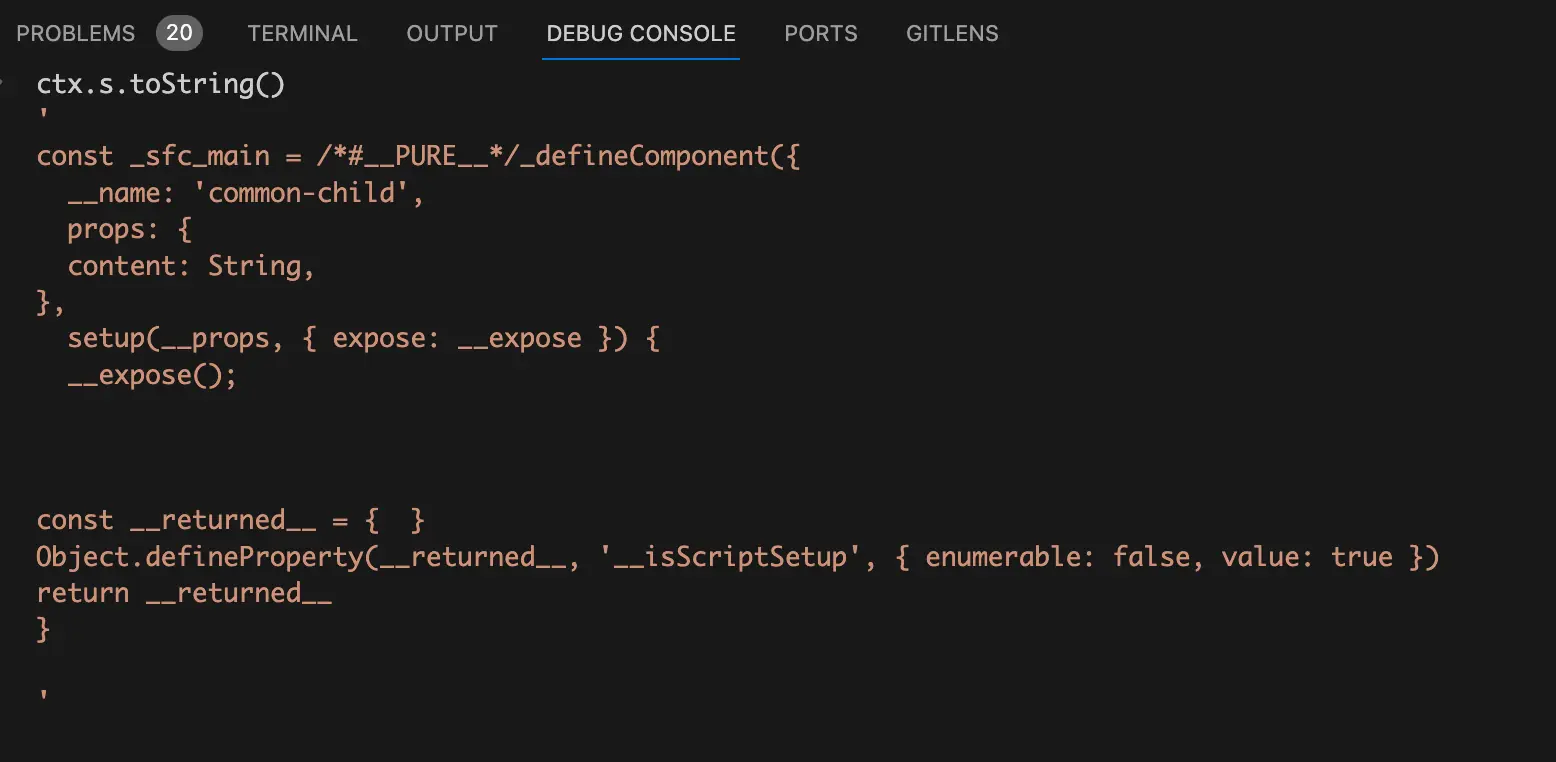 PROBLEMS 20 TERMINAL OUTPUT DEBUG CONSOLE PORTS GITLENS
ctx.s.toString()
'
const _sfc_main = /*#__PURE__*/_defineComponent({
  __name: 'common-child',
  props: {
  content: String,
},
  setup(__props, { expose: __expose }) {
  __expose();
const __returned__ = {  }
Object.defineProperty(__returned__, '__isScriptSetup', { enumerable: false, value: true })
return __returned__
}
'